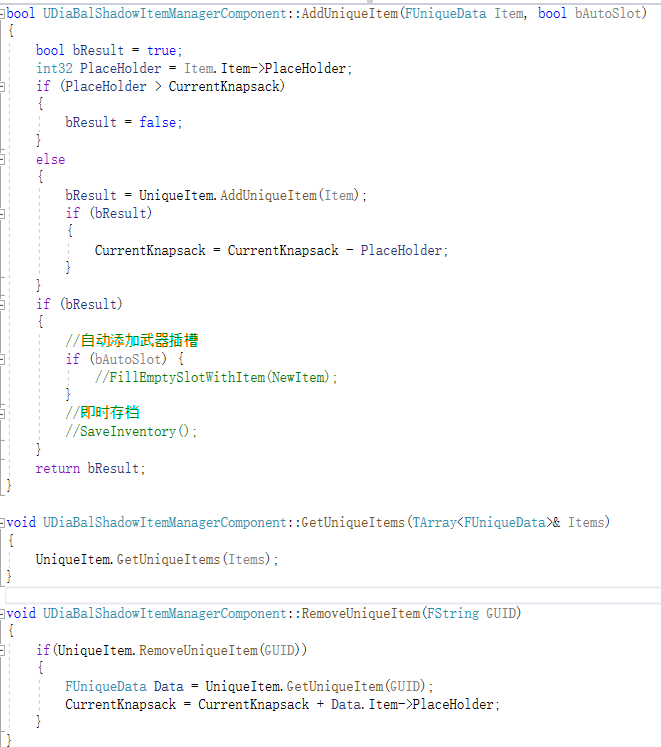 bool UDiaBalShadowItemManagerComponent::AddUniqueItem(FUniqueData Item, bool bAutoSlot)
{
bool bResult = true;
int32 PlaceHolder = Item.Item->PlaceHolder;
if (PlaceHolder > CurrentKnapsack)
{
bResult = false;
}
else
{
bResult = UniqueItem.AddUniqueItem(Item);
if (bResult)
{
CurrentKnapsack = CurrentKnapsack - PlaceHolder;
}
}
if (bResult)
{
//自动添加武器插槽
if (bAutoSlot) {
//FillEmptySlotWithItem(NewItem);
}
//即时存档
//SaveInventory();
}
return bResult;
}
void UDiaBalShadowItemManagerComponent::GetUniqueItems(TArray<FUniqueData>& Items)
{
UniqueItem.GetUniqueItems(Items);
}
void UDiaBalShadowItemManagerComponent::RemoveUniqueItem(FString GUID)
{
if(UniqueItem.RemoveUniqueItem(GUID))
{
FUniqueData Data = UniqueItem.GetUniqueItem(GUID);
CurrentKnapsack = CurrentKnapsack + Data.Item->PlaceHolder;
}
}